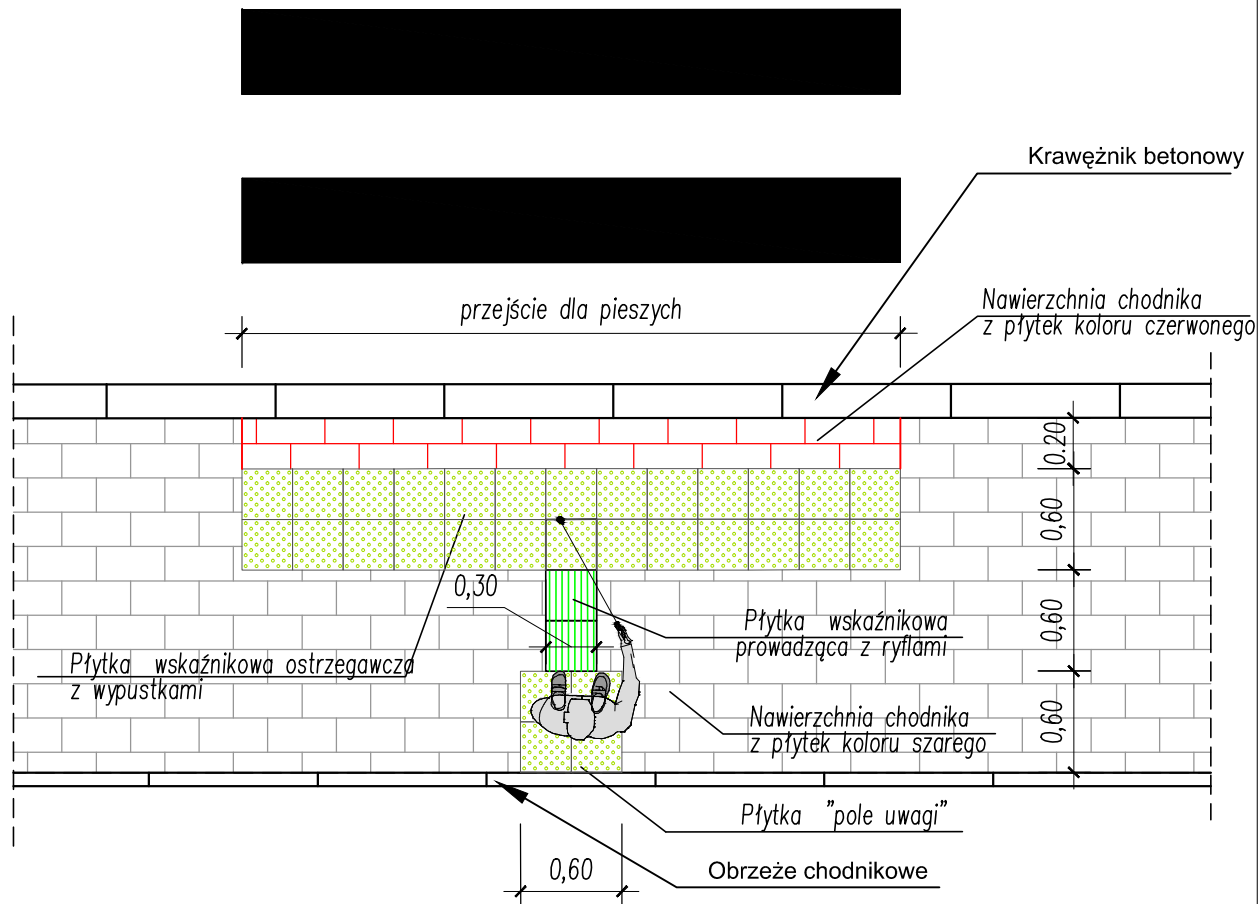 Krawężnik betonowy
Nawierzchnia chodnika
z płytek koloru czerwonego
przejście dla pieszych
0.20
0,60
0,30
0,60
Płytka wskaźnikowa
prowadząca z ryflami
Płytka wskaźnikowa ostrzegawcza
z wypustkami
Nawierzchnia chodnika
z płytek koloru szarego
0,60
Płytka "pole uwagi"
0,60
Obrzeże chodnikowe